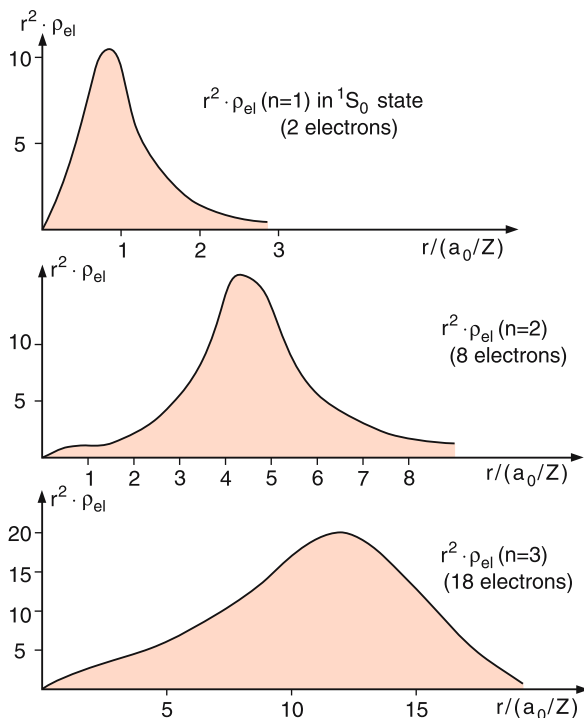 r² · ρel
10
5
r² · ρel (n=1) in ¹S₀ state
(2 electrons)
1 2 3 r/(a₀/Z)
r² · ρel
10
5
r² · ρel (n=2)
(8 electrons)
1 2 3 4 5 6 7 8 r/(a₀/Z)
r² · ρel
20
15
10
5
r² · ρel (n=3)
(18 electrons)
5 10 15 r/(a₀/Z)